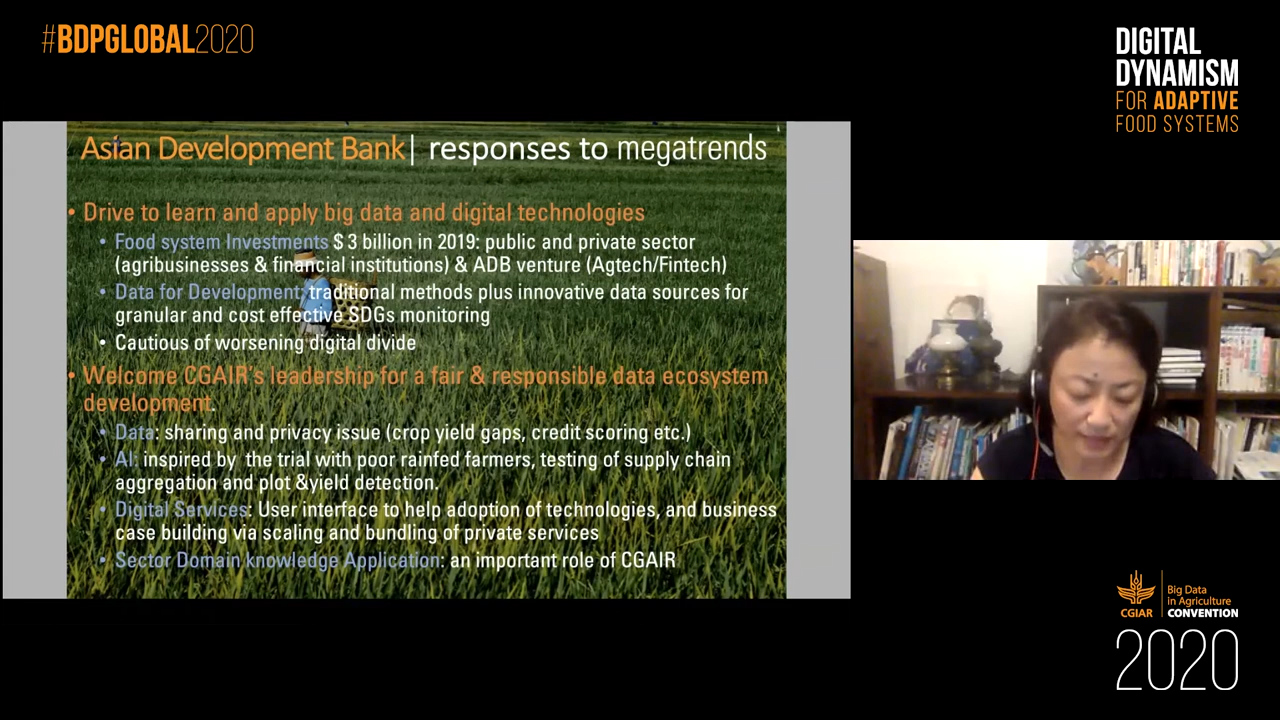 #BDPGLOBAL2020
DIGITAL
DYNAMISM
FOR ADAPTIVE
FOOD SYSTEMS
Asian Development Bank| responses to megatrends
• Drive to learn and apply big data and digital technologies
• Food system Investments $ 3 billion in 2019: public and private sector
(agribusinesses & financial institutions) & ADB venture (Agtech/Fintech)
• Data for Development: traditional methods plus innovative data sources for
granular and cost effective SDGs monitoring
• Cautious of worsening digital divide
• Welcome CGAIR's leadership for a fair & responsible data ecosystem
development.
• Data: sharing and privacy issue (crop yield gaps, credit scoring etc.)
• AI: inspired by the trial with poor rainfed farmers, testing of supply chain
aggregation and plot &yield detection.
• Digital Services: User interface to help adoption of technologies, and business
case building via scaling and bundling of private services
• Sector Domain knowledge Application: an important role of CGAIR
CGIAR
Big Data
in Agriculture
CONVENTION
2020